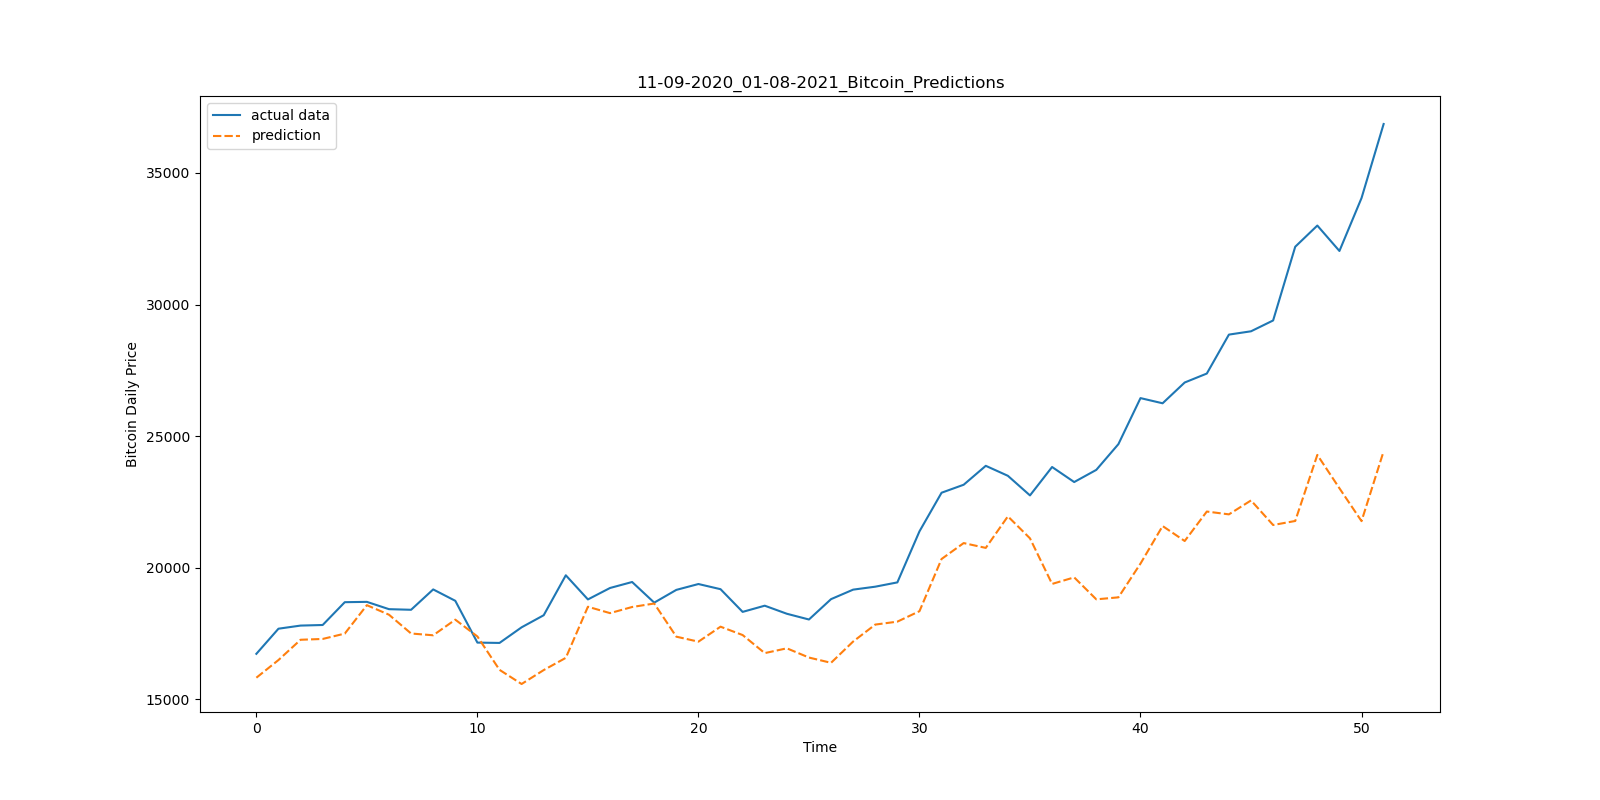 11-09-2020_01-08-2021_Bitcoin_Predictions
actual data
prediction
35000
30000
25000
20000
15000
Bitcoin Daily Price
0 10 20 30 40 50
Time